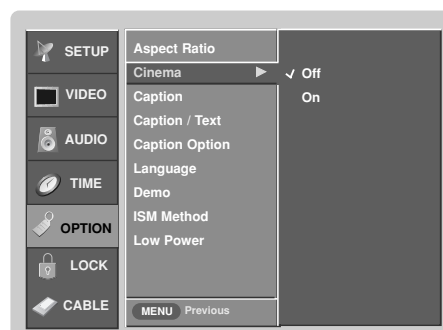 SETUP
VIDEO
AUDIO
TIME
OPTION
LOCK
CABLE
Aspect Ratio
Cinema
Caption
Caption / Text
Caption Option
Language
Demo
ISM Method
Low Power
MENU Previous
Off
On